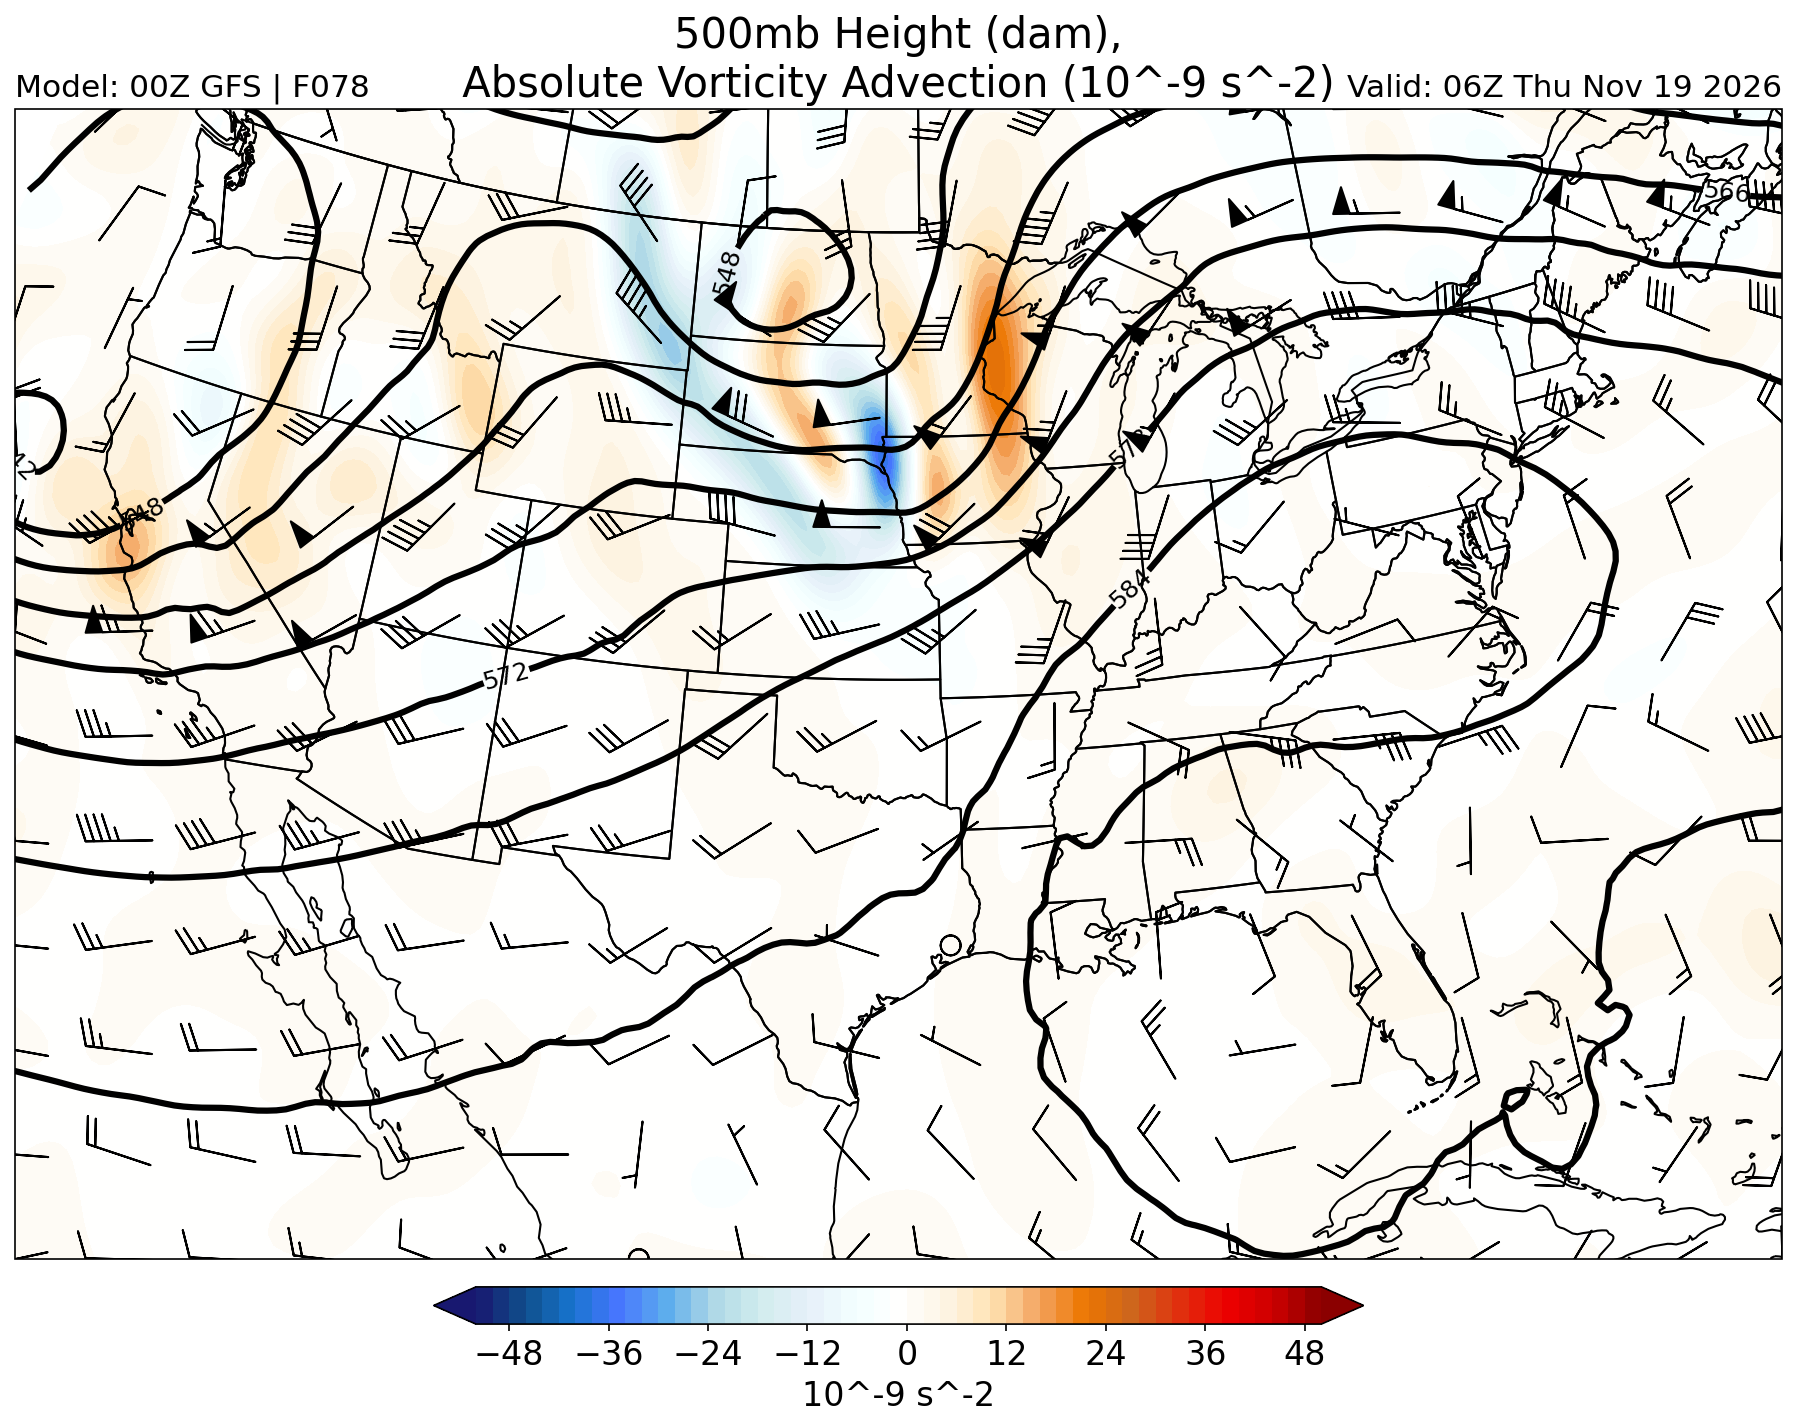 500mb Height (dam),
Model: 00Z GFS | F078
Absolute Vorticity Advection (10^-9 s^-2)
Valid: 06Z Thu Nov 19 2026
566
548
548
572
584
−48 −36 −24 −12 0 12 24 36 48
10^-9 s^-2